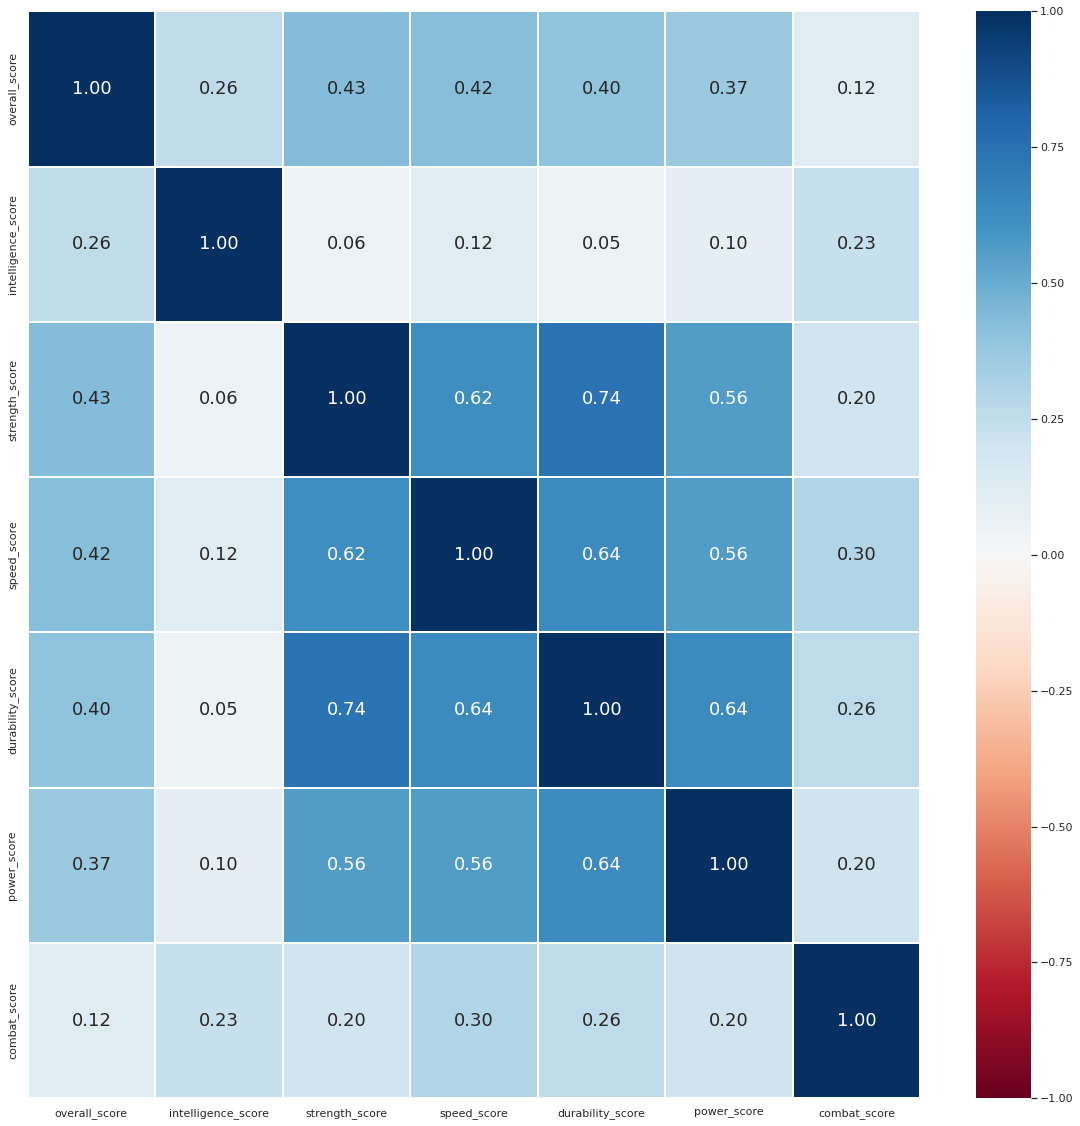 overall_score 1.00 0.26 0.43 0.42 0.40 0.37 0.12
intelligence_score 0.26 1.00 0.06 0.12 0.05 0.10 0.23
strength_score 0.43 0.06 1.00 0.62 0.74 0.56 0.20
speed_score 0.42 0.12 0.62 1.00 0.64 0.56 0.30
durability_score 0.40 0.05 0.74 0.64 1.00 0.64 0.26
power_score 0.37 0.10 0.56 0.56 0.64 1.00 0.20
combat_score 0.12 0.23 0.20 0.30 0.26 0.20 1.00
overall_score intelligence_score strength_score speed_score durability_score power_score combat_score
1.00
0.75
0.50
0.25
0.00
−0.25
−0.50
−0.75
−1.00